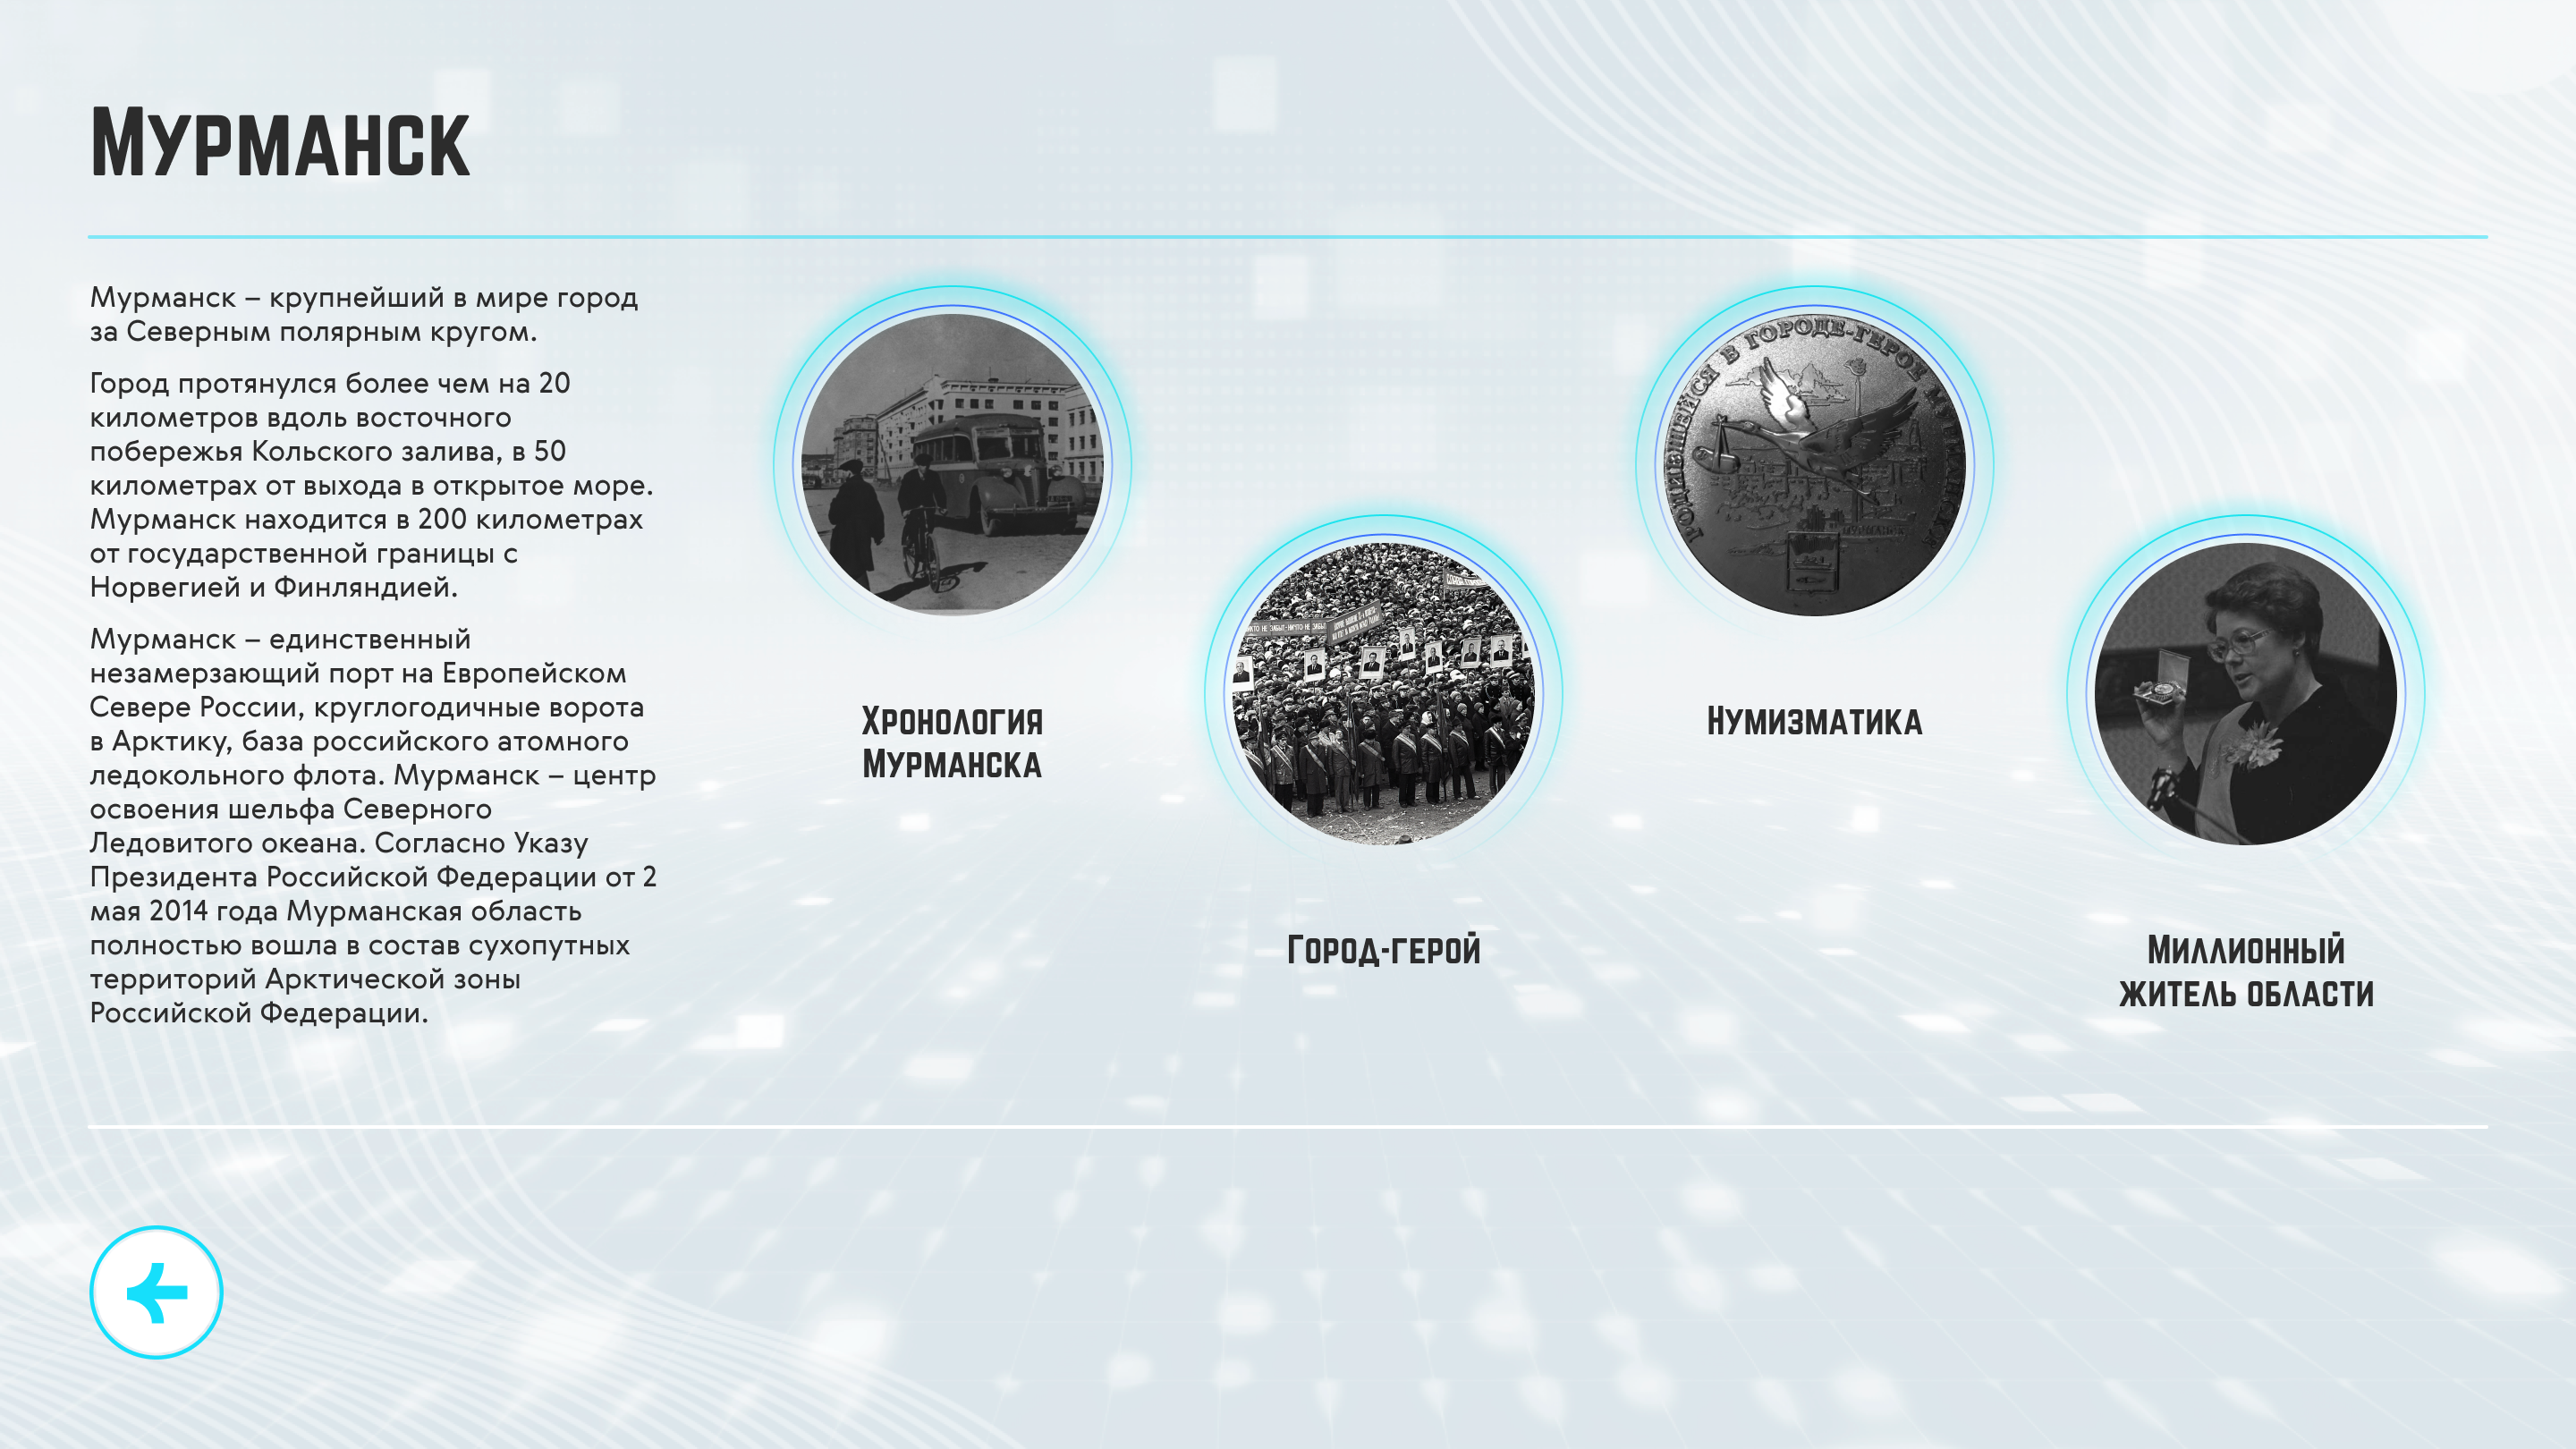 Мурманск
Мурманск – крупнейший в мире город
за Северным полярным кругом.
Город протянулся более чем на 20
километров вдоль восточного
побережья Кольского залива, в 50
километрах от выхода в открытое море.
Мурманск находится в 200 километрах
от государственной границы с
Норвегией и Финляндией.
Мурманск – единственный
незамерзающий порт на Европейском
Севере России, круглогодичные ворота
в Арктику, база российского атомного
ледокольного флота. Мурманск – центр
освоения шельфа Северного
Ледовитого океана. Согласно Указу
Президента Российской Федерации от 2
мая 2014 года Мурманская область
полностью вошла в состав сухопутных
территорий Арктической зоны
Российской Федерации.
Хронология
Мурманска
НЕ ЗАБЫТ-НИЧТО НЕ
Город-герой
РОДИВШЕМУСЯ В ГОРОДЕ-ГЕРОЕ
МУРМАНСК
Нумизматика
Миллионный
житель области